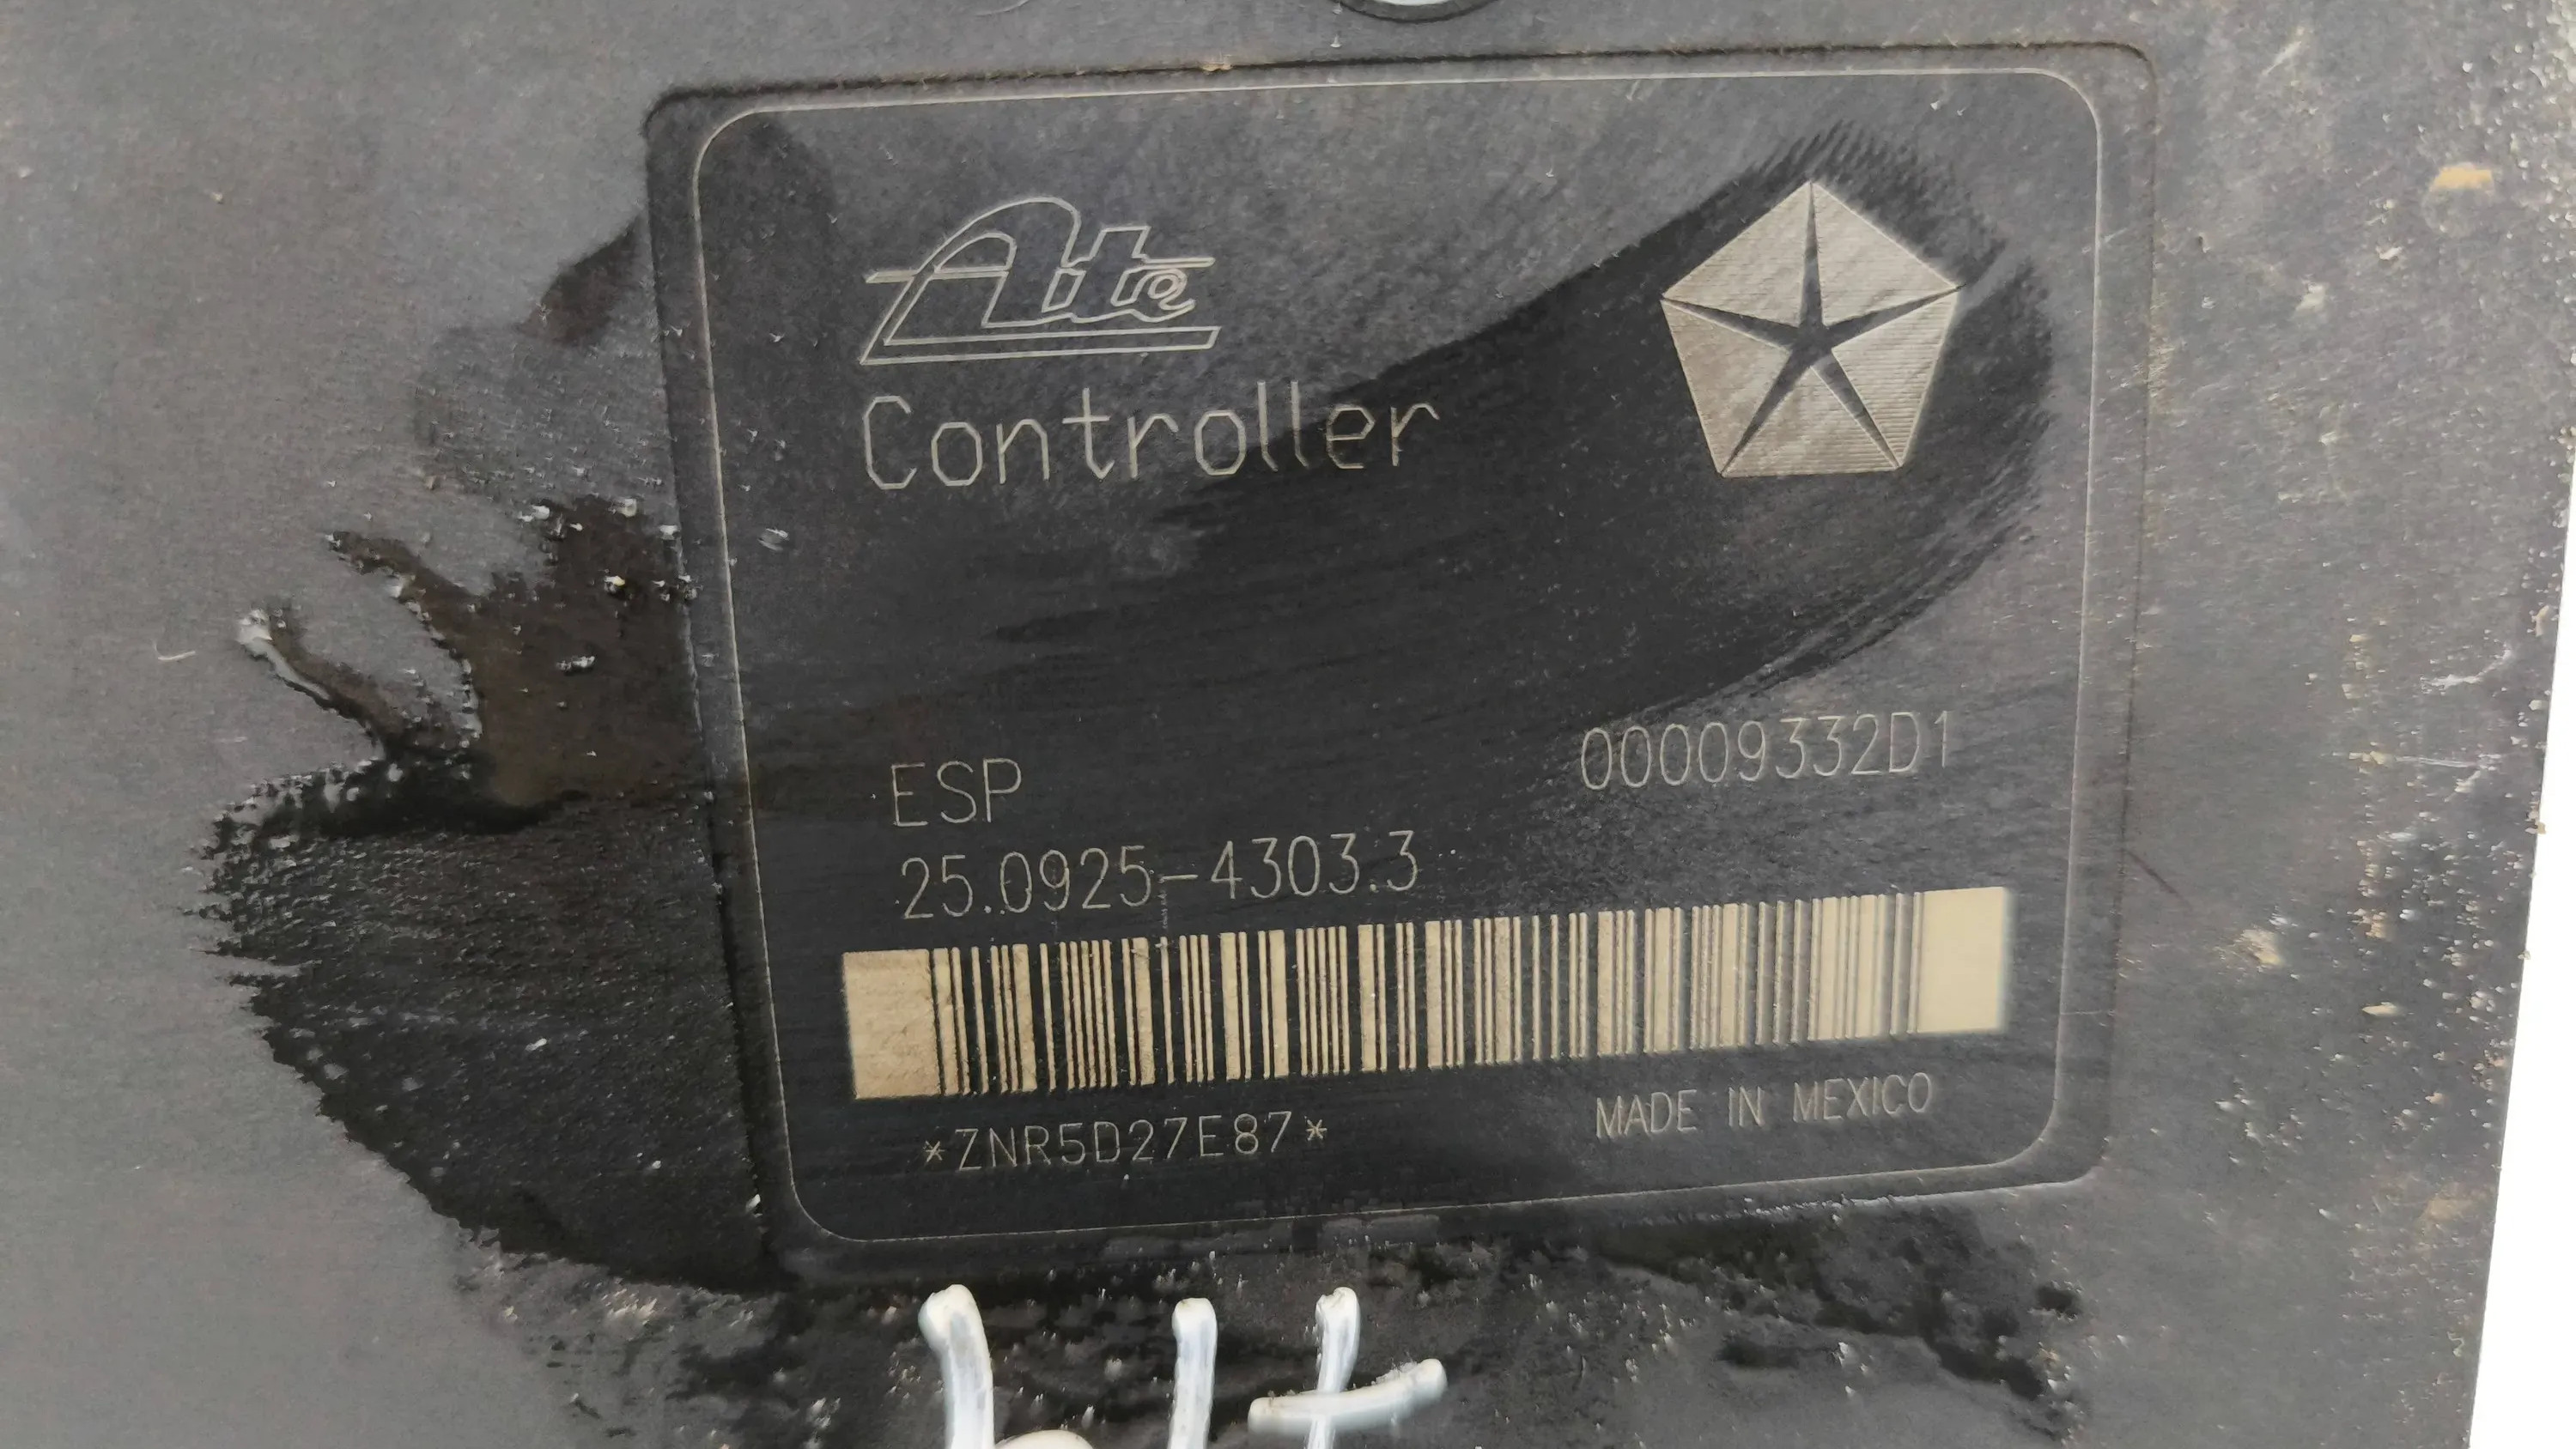 Ate
Controller
ESP
00009332D1
25.0925-4303.3
*ZNR5D27E87*
MADE IN MEXICO